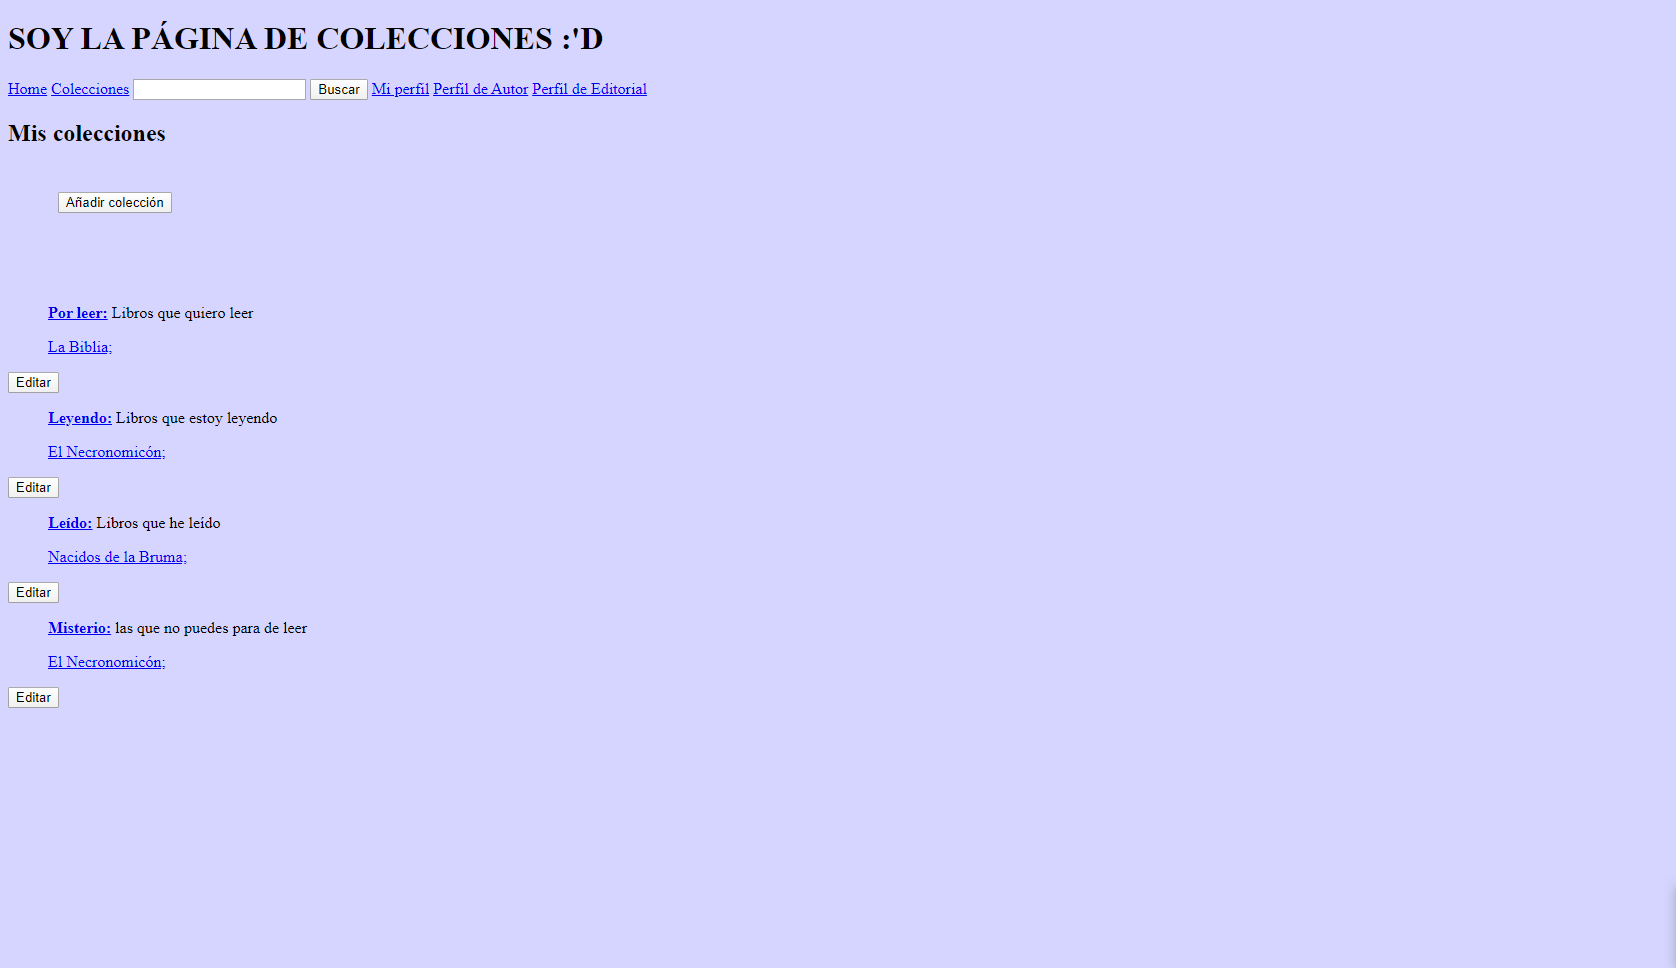 SOY LA PÁGINA DE COLECCIONES :'D
Home Colecciones Buscar Mi perfil Perfil de Autor Perfil de Editorial
Mis colecciones
Añadir colección
Por leer: Libros que quiero leer
La Biblia;
Editar
Leyendo: Libros que estoy leyendo
El Necronomicón;
Editar
Leído: Libros que he leído
Nacidos de la Bruma;
Editar
Misterio: las que no puedes para de leer
El Necronomicón;
Editar